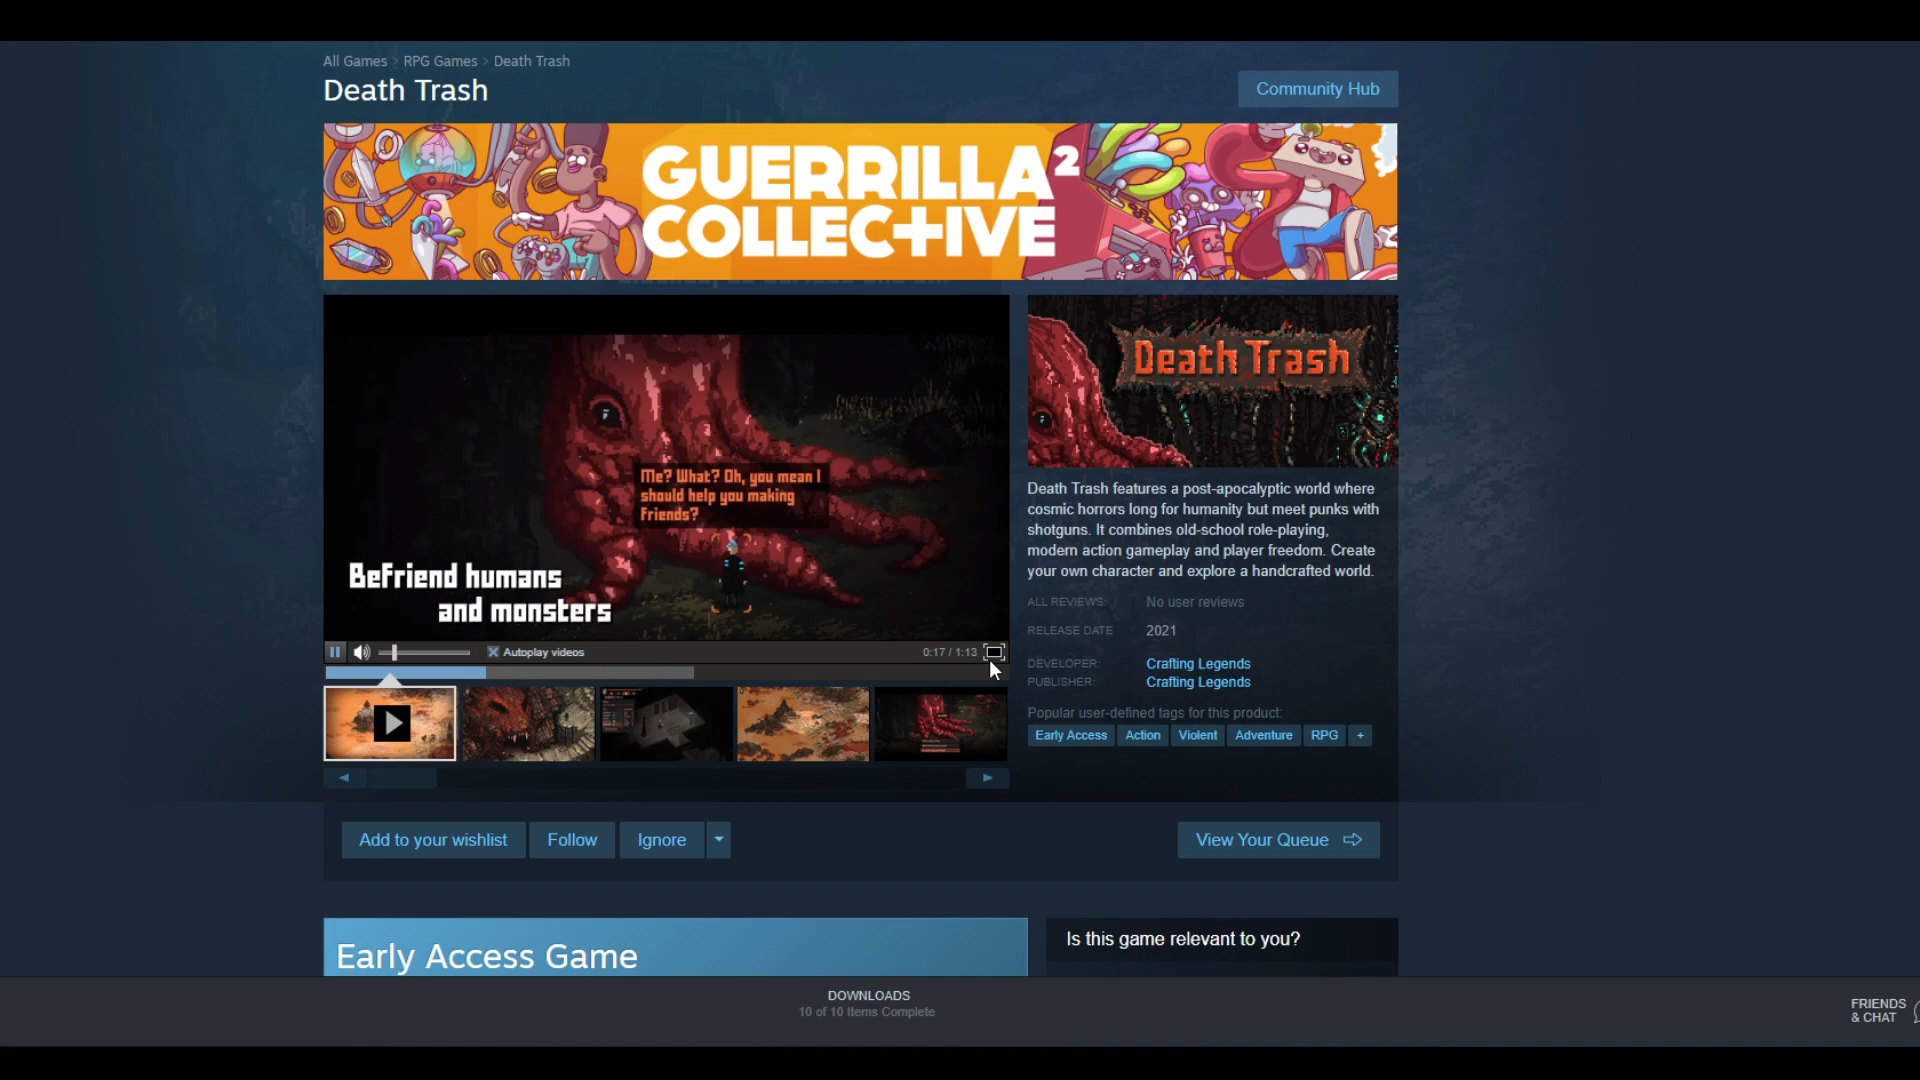 All Games > RPG Games > Death Trash
Death Trash
Community Hub
GUERRILLA²
COLLECTIVE
Me? What? Oh, you mean I
should help you making
friends?
Befriend humans
and monsters
Autoplay videos
0:17 / 1:13
Death Trash
Death Trash features a post-apocalyptic world where
cosmic horrors long for humanity but meet punks with
shotguns. It combines old-school role-playing,
modern action gameplay and player freedom. Create
your own character and explore a handcrafted world.
ALL REVIEWS: No user reviews
RELEASE DATE: 2021
DEVELOPER: Crafting Legends
PUBLISHER: Crafting Legends
Popular user-defined tags for this product:
Early Access Action Violent Adventure RPG +
Add to your wishlist Follow Ignore
View Your Queue
Early Access Game
Is this game relevant to you?
DOWNLOADS
10 of 10 Items Complete
FRIENDS
& CHAT